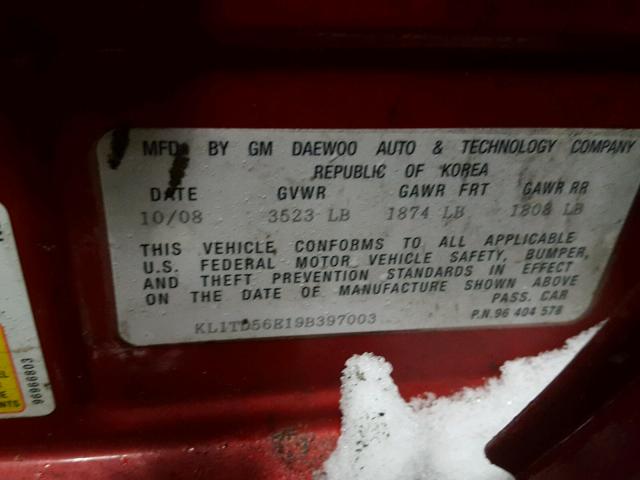 MFD. BY GM DAEWOO AUTO & TECHNOLOGY COMPANY
REPUBLIC OF KOREA
DATE GVWR GAWR FRT GAWR RR
10/08 3523 LB 1874 LB 1808 LB
THIS VEHICLE CONFORMS TO ALL APPLICABLE
U.S. FEDERAL MOTOR VEHICLE SAFETY, BUMPER,
AND THEFT PREVENTION STANDARDS IN EFFECT
ON THE DATE OF MANUFACTURE SHOWN ABOVE
PASS. CAR
KL1TD56E19B397003
P.N.96 404 578
96966803